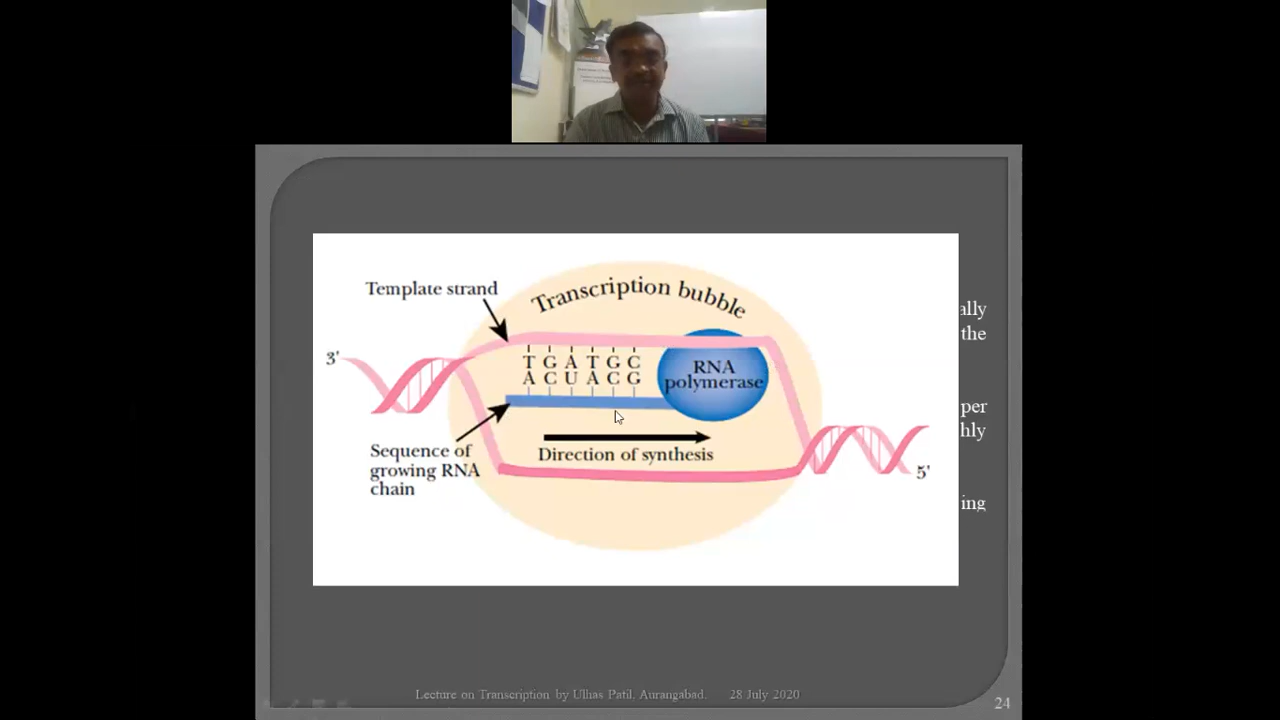 Template strand
Transcription bubble
3'
T G A T G C
A C U A C G
RNA
polymerase
Direction of synthesis
Sequence of
growing RNA
chain
5'
ally
the
per
hly
ing
Lecture on Transcription by Ulhas Patil, Aurangabad. 28 July 2020
24